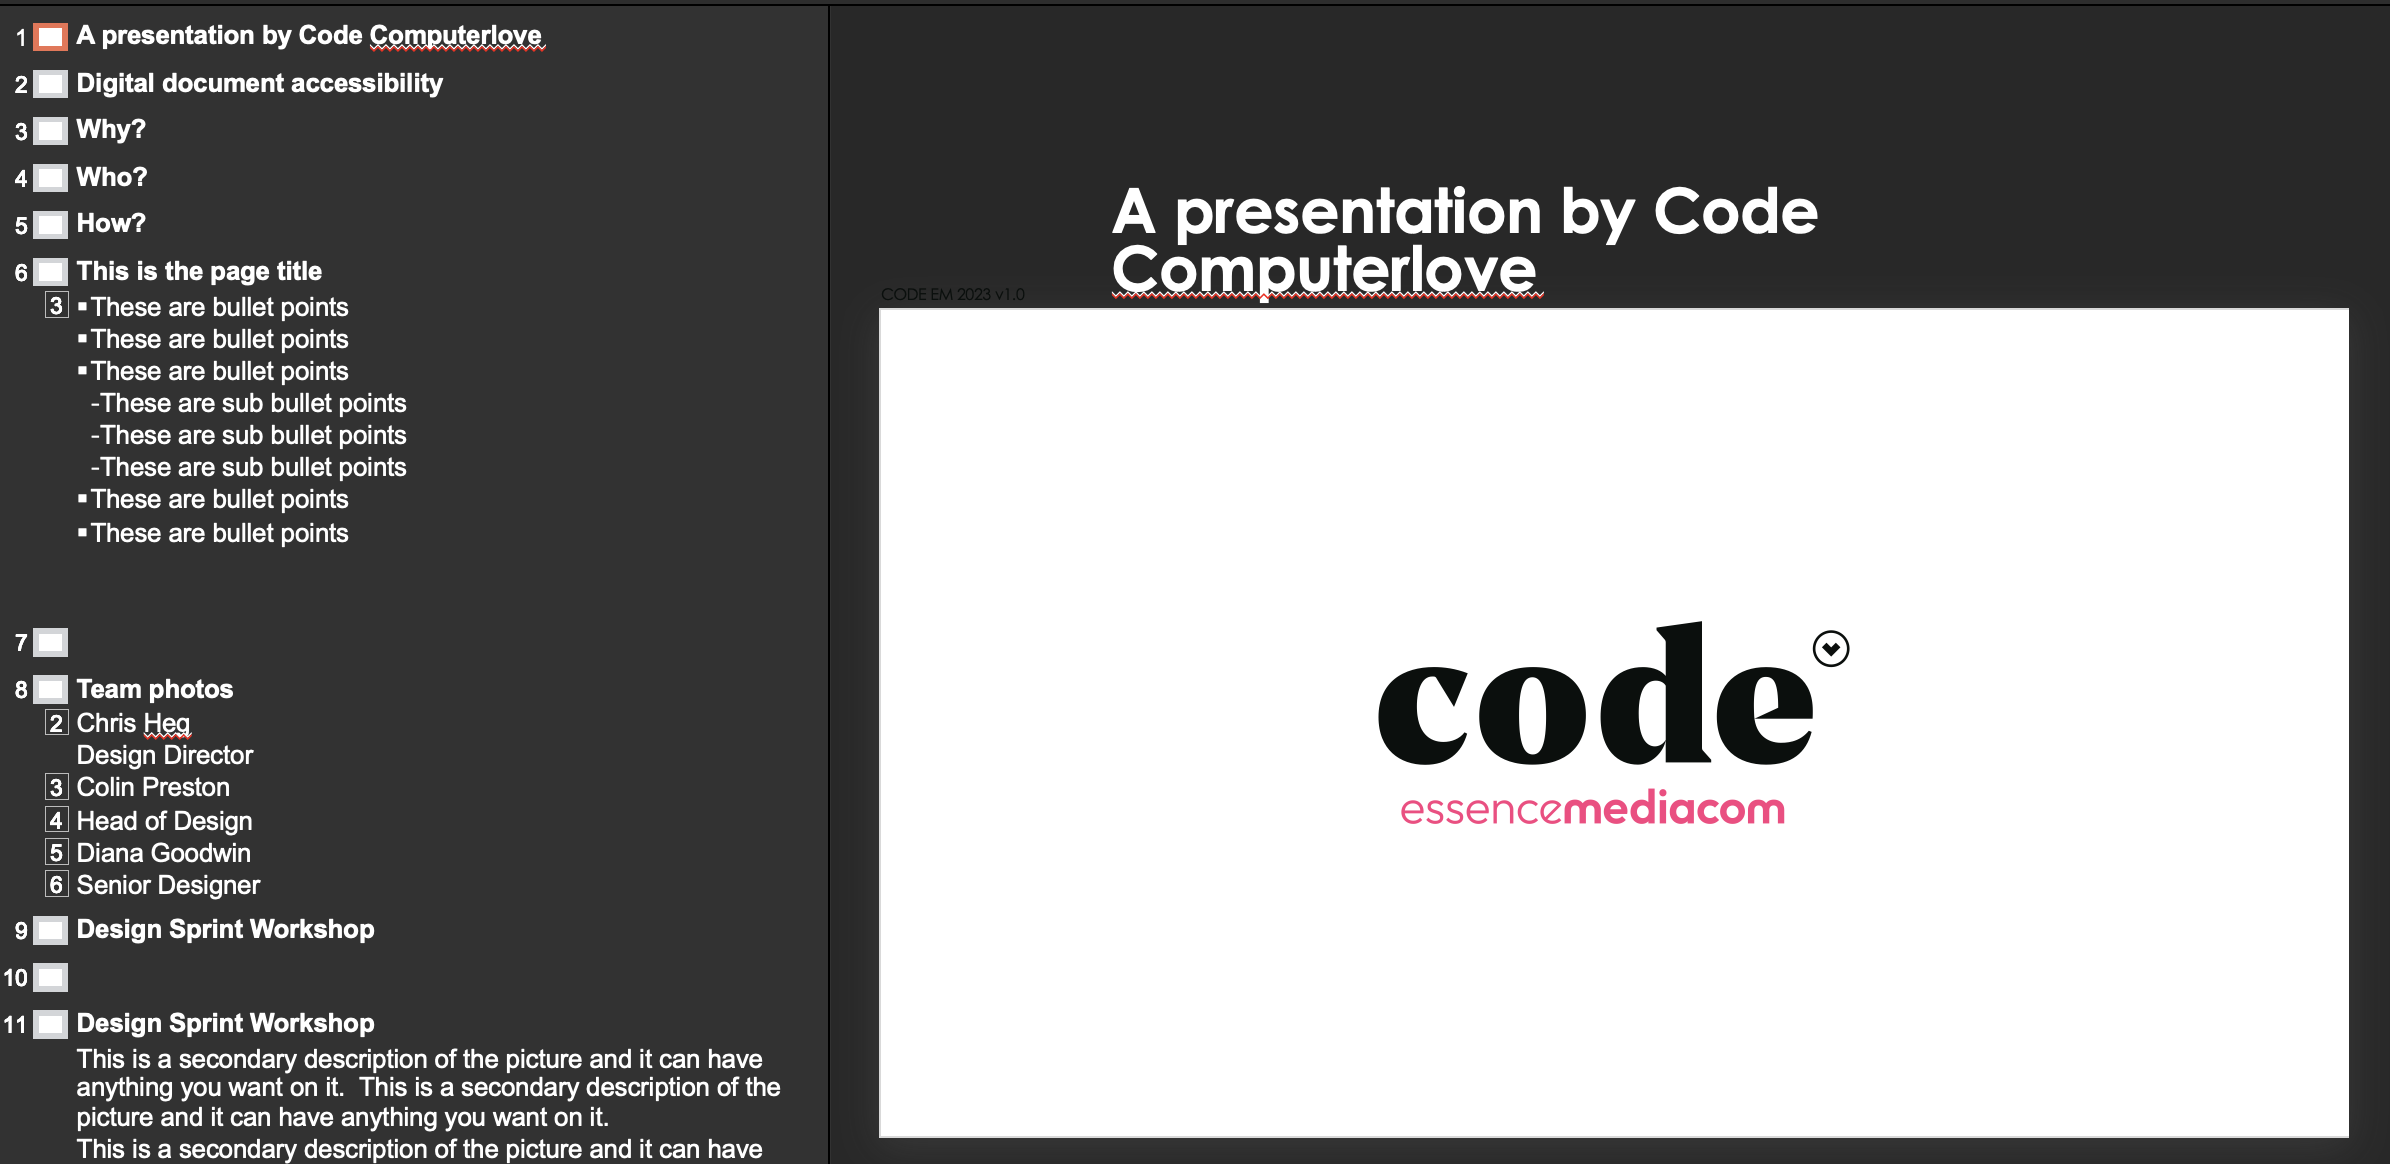 1 A presentation by Code Computerlove
2 Digital document accessibility
3 Why?
4 Who?
5 How?
6 This is the page title
3 ▪These are bullet points
▪These are bullet points
▪These are bullet points
-These are sub bullet points
-These are sub bullet points
-These are sub bullet points
▪These are bullet points
▪These are bullet points
7
8 Team photos
2 Chris Heg
Design Director
3 Colin Preston
4 Head of Design
5 Diana Goodwin
6 Senior Designer
9 Design Sprint Workshop
10
11 Design Sprint Workshop
This is a secondary description of the picture and it can have
anything you want on it.  This is a secondary description of the
picture and it can have anything you want on it.
This is a secondary description of the picture and it can have
A presentation by Code
Computerlove
CODE EM 2023 v1.0
code
essencemediacom